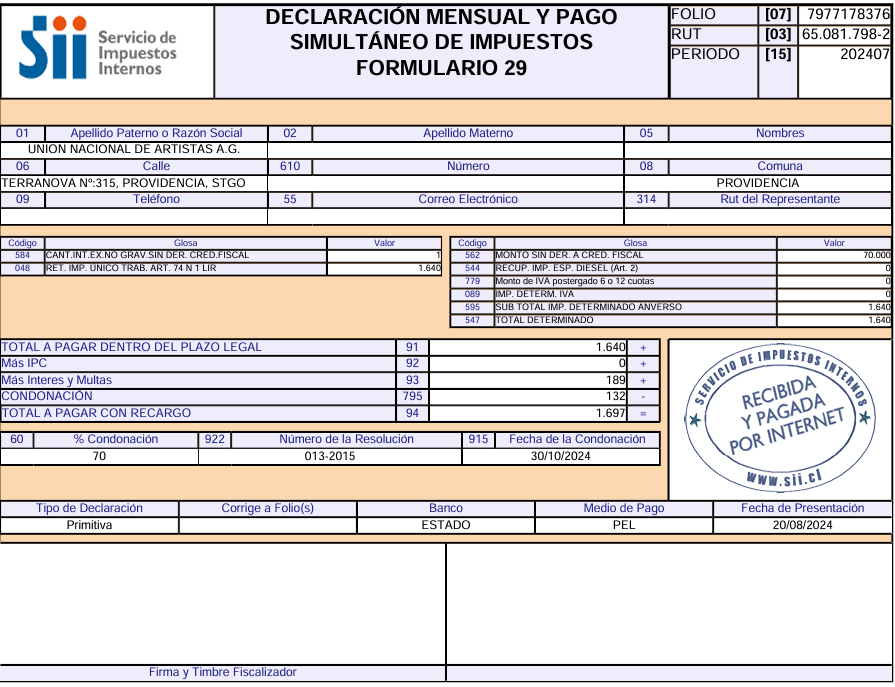 sii Servicio de Impuestos Internos
DECLARACIÓN MENSUAL Y PAGO
SIMULTÁNEO DE IMPUESTOS
FORMULARIO 29
FOLIO [07] 7977178376
RUT [03] 65.081.798-2
PERIODO [15] 202407
01 Apellido Paterno o Razón Social 02 Apellido Materno 05 Nombres
UNION NACIONAL DE ARTISTAS A.G.
06 Calle 610 Número 08 Comuna
TERRANOVA Nº:315, PROVIDENCIA, STGO PROVIDENCIA
09 Teléfono 55 Correo Electrónico 314 Rut del Representante
Código Glosa Valor
584 CANT.INT.EX.NO GRAV.SIN DER. CRED.FISCAL 1
048 RET. IMP. ÚNICO TRAB. ART. 74 N 1 LIR 1.640
Código Glosa Valor
562 MONTO SIN DER. A CRED. FISCAL 70.000
544 RECUP. IMP. ESP. DIESEL (Art. 2) 0
779 Monto de IVA postergado 6 o 12 cuotas 0
089 IMP. DETERM. IVA 0
595 SUB TOTAL IMP. DETERMINADO ANVERSO 1.640
547 TOTAL DETERMINADO 1.640
TOTAL A PAGAR DENTRO DEL PLAZO LEGAL 91 1.640 +
Más IPC 92 0 +
Más Interes y Multas 93 189 +
CONDONACIÓN 795 132 -
TOTAL A PAGAR CON RECARGO 94 1.697 =
60 % Condonación 922 Número de la Resolución 915 Fecha de la Condonación
70 013-2015 30/10/2024
SERVICIO DE IMPUESTOS INTERNOS
RECIBIDA
Y PAGADA
POR INTERNET
www.sii.cl
Tipo de Declaración Corrige a Folio(s) Banco Medio de Pago Fecha de Presentación
Primitiva ESTADO PEL 20/08/2024
Firma y Timbre Fiscalizador